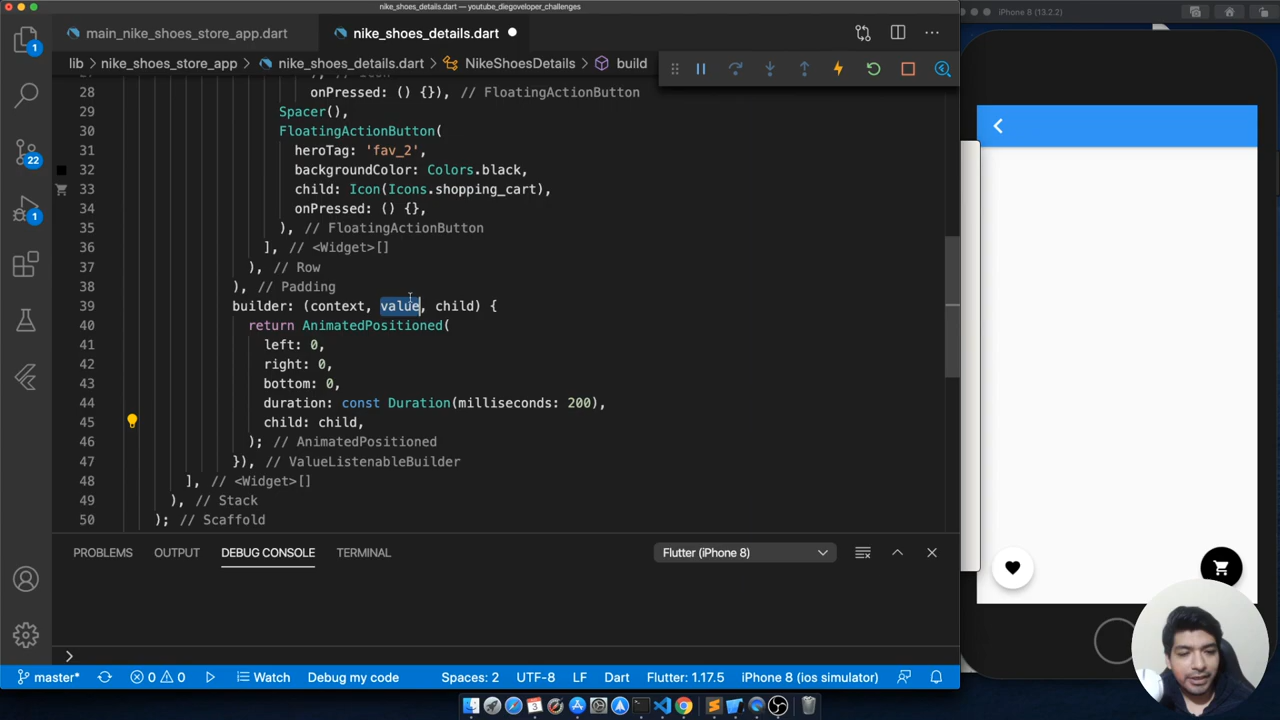 nike_shoes_details.dart — youtube_diegoveloper_challenges
iPhone 8 (13.2.2)
main_nike_shoes_store_app.dart
nike_shoes_details.dart
lib > nike_shoes_store_app > nike_shoes_details.dart > NikeShoesDetails > build
28 onPressed: () {}), // FloatingActionButton
29 Spacer(),
30 FloatingActionButton(
31 heroTag: 'fav_2',
32 backgroundColor: Colors.black,
33 child: Icon(Icons.shopping_cart),
34 onPressed: () {},
35 ), // FloatingActionButton
36 ], // <Widget>[]
37 ), // Row
38 ), // Padding
39 builder: (context, value, child) {
40 return AnimatedPositioned(
41 left: 0,
42 right: 0,
43 bottom: 0,
44 duration: const Duration(milliseconds: 200),
45 child: child,
46 ); // AnimatedPositioned
47 }), // ValueListenableBuilder
48 ], // <Widget>[]
49 ), // Stack
50 ); // Scaffold
1
22
1
PROBLEMS OUTPUT DEBUG CONSOLE TERMINAL
Flutter (iPhone 8)
>
master* 0 0 Watch Debug my code Spaces: 2 UTF-8 LF Dart Flutter: 1.17.5 iPhone 8 (ios simulator)
3